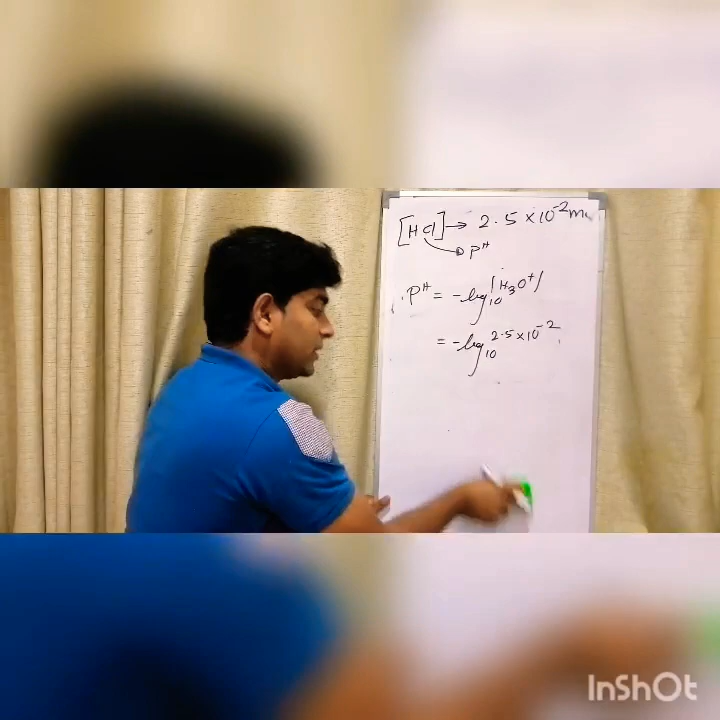 [HCl] → 2.5 × 10⁻² m
→ pH
pH = -log₁₀[H₃O⁺]
= -log₁₀ 2.5×10⁻²
InShOt